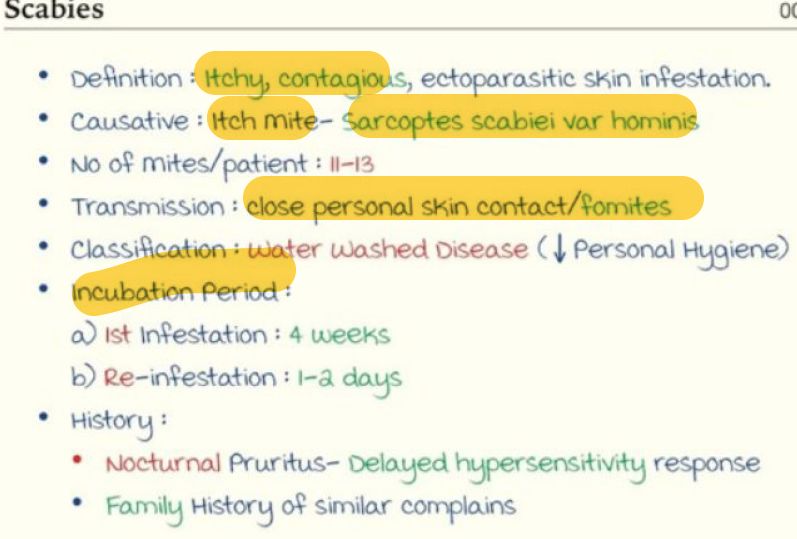 Scabies
00
• Definition : Itchy, contagious, ectoparasitic skin infestation.
• Causative : Itch mite- Sarcoptes scabiei var hominis
• No of mites/patient : 11-13
• Transmission : close personal skin contact/fomites
• Classification : Water Washed Disease (↓ Personal Hygiene)
• Incubation Period :
a) Ist Infestation : 4 weeks
b) Re-infestation : 1-2 days
• History :
• Nocturnal Pruritus- Delayed hypersensitivity response
• Family History of similar complains